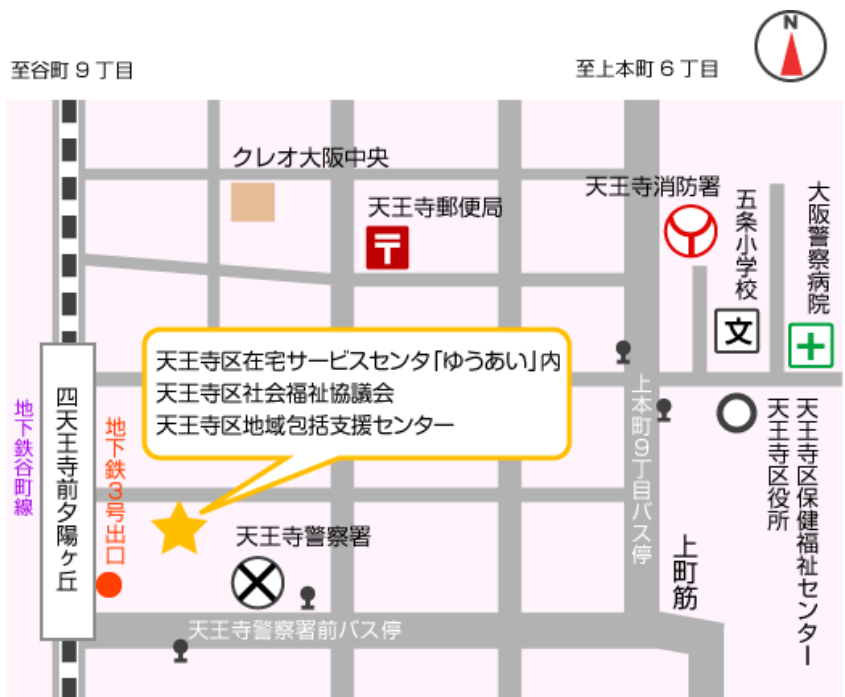 N
至谷町9丁目
至上本町6丁目
クレオ大阪中央
天王寺郵便局
天王寺消防署
五条小学校
文
大阪警察病院
天王寺区在宅サービスセンタ「ゆうあい」内
天王寺区社会福祉協議会
天王寺区地域包括支援センター
地下鉄谷町線
四天王寺前夕陽ヶ丘
地下鉄3号出口
上本町9丁目バス停
天王寺区保健福祉センター
天王寺区役所
天王寺警察署
上町筋
天王寺警察署前バス停